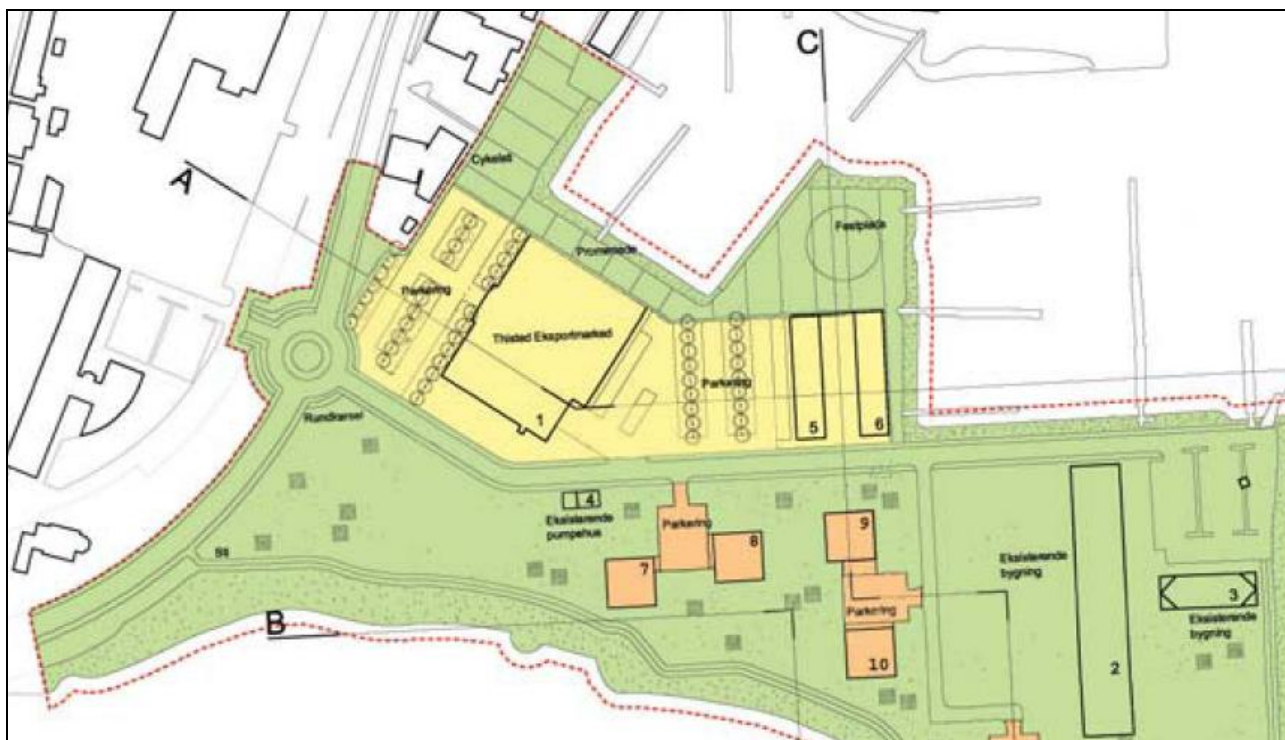 C
A
Cykelsti
Festplads
Promenade
Parkering
Thisted Eksportmarked
Parkering
1
5
6
Rundkørsel
4
Eksisterende
pumpehus
Parkering
9
8
7
Eksisterende
bygning
3
Sti
B
Parkering
Eksisterende
bygning
10
2